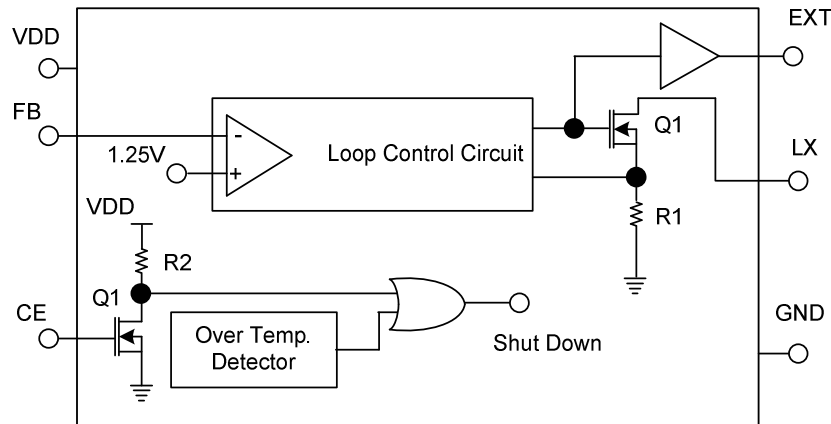 EXT
VDD
FB
1.25V
-
+
Loop Control Circuit
Q1
LX
R1
VDD
R2
Q1
CE
Over Temp.
Detector
Shut Down
GND